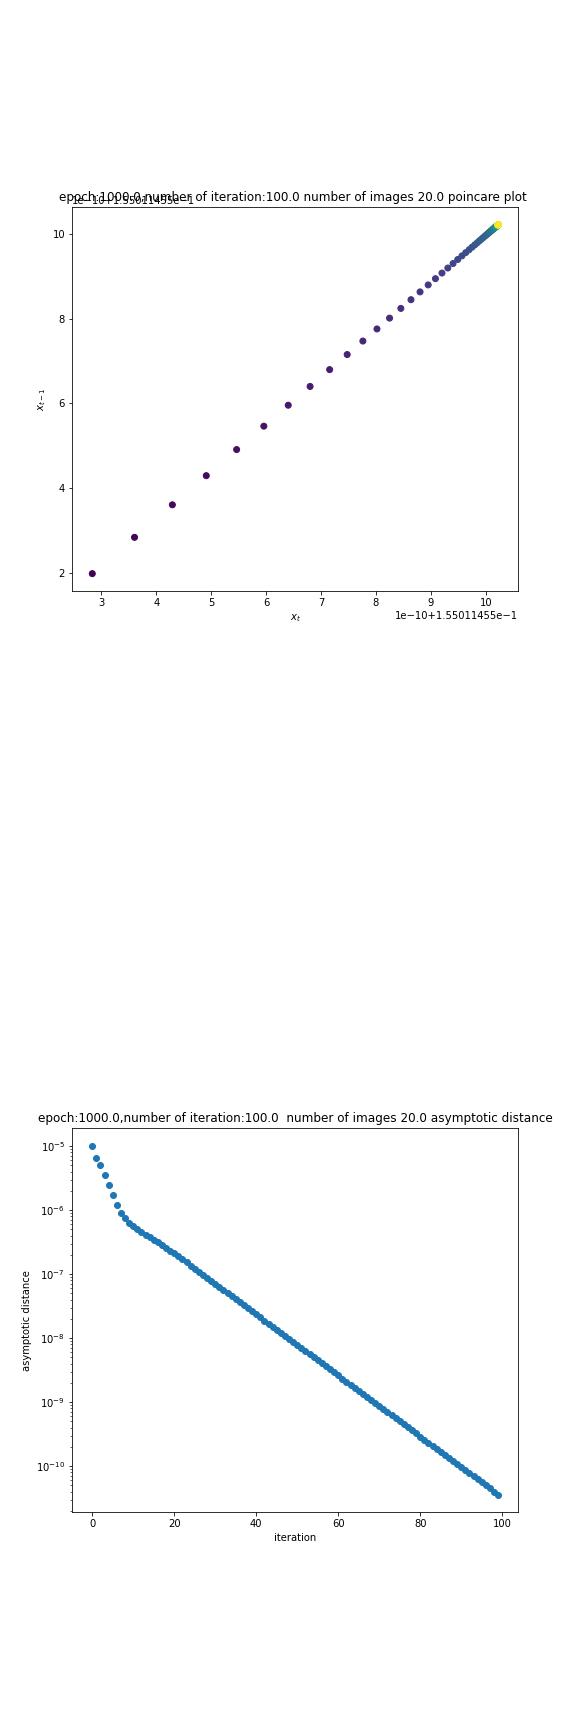 epoch:1000.0,number of iteration:100.0 number of images 20.0 poincare plot
1e−10+1.55011455e−1
10
8
6
4
2
x_{t−1}
3 4 5 6 7 8 9 10
x_t
1e−10+1.55011455e−1
epoch:1000.0,number of iteration:100.0  number of images 20.0 asymptotic distance
10^{−5}
10^{−6}
10^{−7}
10^{−8}
10^{−9}
10^{−10}
asymptotic distance
0 20 40 60 80 100
iteration